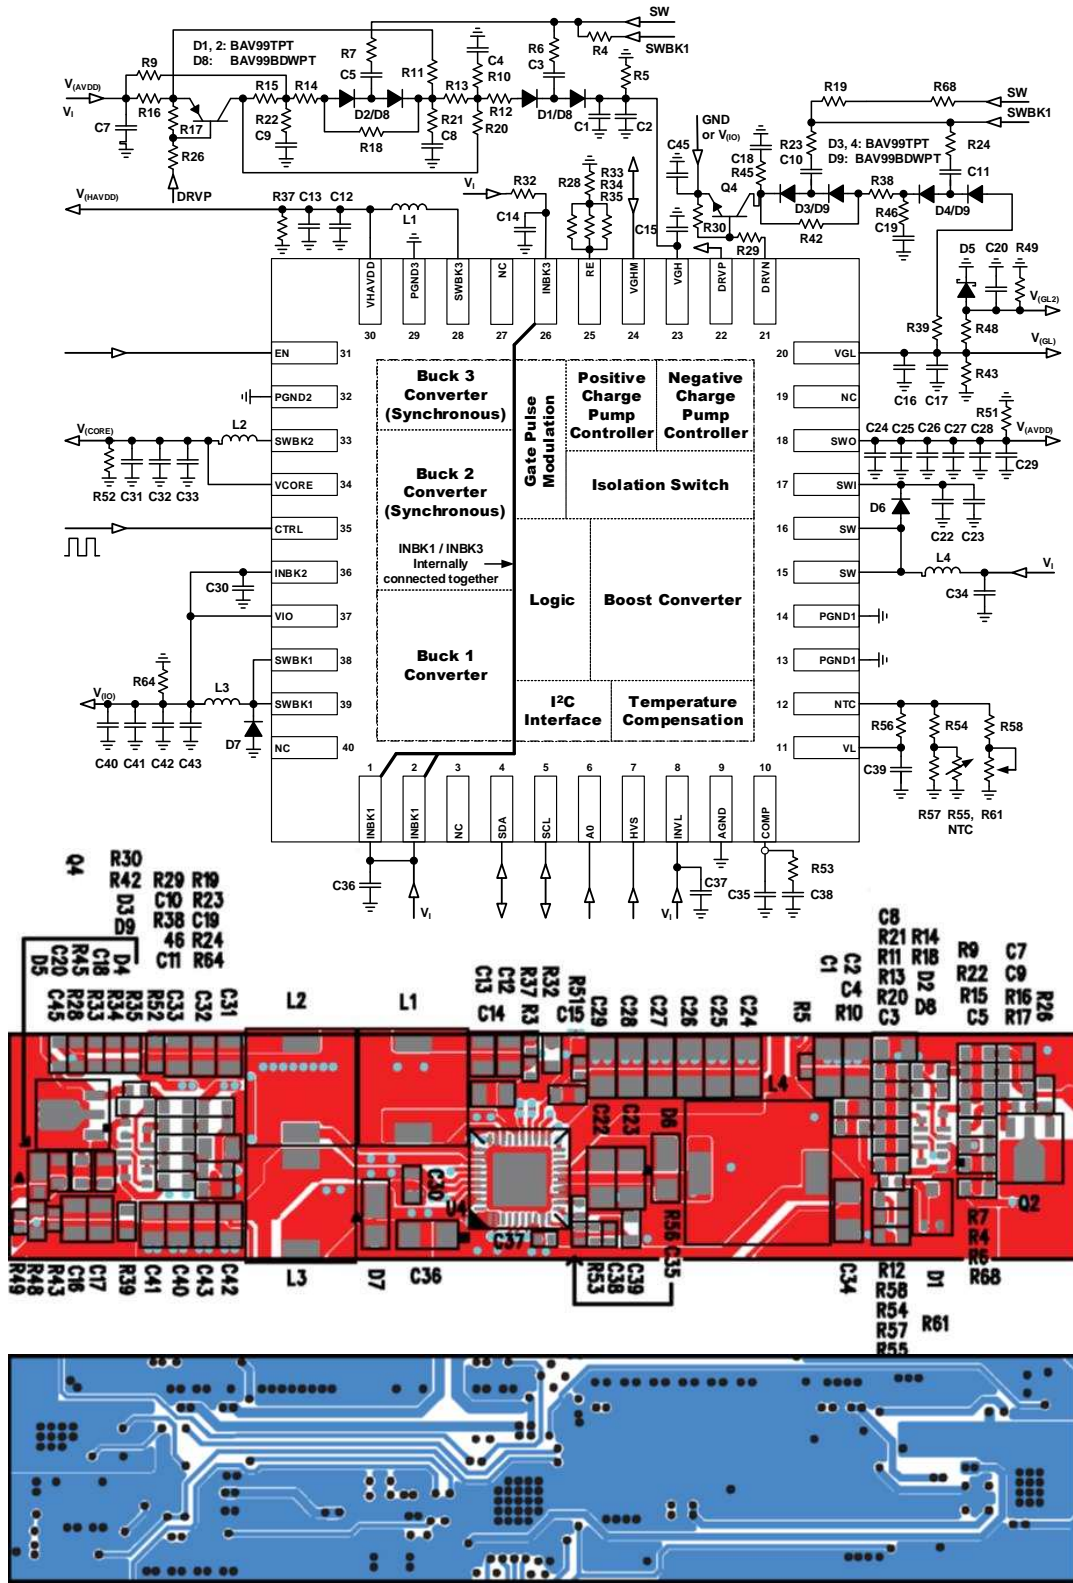 SW
SWBK1
D1, 2: BAV99TPT
D8: BAV99BDWPT
R7
C5
R6
C3
R4
C4
R10
R11
R5
R9
V(AVDD)
VI
R16
R15
R14
R13
R12
D2/D8
D1/D8
C1
C2
R17
R22
C9
R18
R21
C8
R20
C7
R26
DRVP
R19
R68
SW
SWBK1
GND
or V(IO)
R23
C10
D3, 4: BAV99TPT
D9: BAV99BDWPT
R24
C11
C45
C18
R45
Q4
R38
D3/D9
D4/D9
R46
C19
R42
R30
R29
V(HAVDD)
R37
C13
C12
L1
VI
R32
C14
R28
R33
R34
R35
C15
D5
C20
R49
V(GL2)
R39
R48
V(GL)
R43
C16
C17
VHAVDD
PGND3
SWBK3
NC
INBK3
RE
VGHM
VGH
DRVP
DRVN
30
29
28
27
26
25
24
23
22
21
EN
31
PGND2
32
SWBK2
33
VCORE
34
CTRL
35
INBK2
36
VIO
37
SWBK1
38
SWBK1
39
NC
40
20
VGL
19
NC
18
SWO
17
SWI
16
SW
15
SW
14
PGND1
13
PGND1
12
NTC
11
VL
V(CORE)
L2
R52
C31
C32
C33
C30
R64
V(IO)
L3
C40
C41
C42
C43
D7
R51
C24
C25
C26
C27
C28
V(AVDD)
C29
D6
C22
C23
L4
VI
C34
R56
R54
R58
C39
R57
R55,
NTC
R61
Buck 3
Converter
(Synchronous)
Buck 2
Converter
(Synchronous)
INBK1 / INBK3
Internally
connected together
Buck 1
Converter
Gate Pulse
Modulation
Positive
Charge
Pump
Controller
Negative
Charge
Pump
Controller
Isolation Switch
Logic
Boost Converter
I²C
Interface
Temperature
Compensation
1
2
3
4
5
6
7
8
9
10
INBK1
INBK1
NC
SDA
SCL
A0
HVS
INVL
AGND
COMP
C36
VI
VI
C37
C35
R53
C38
Q4
R30
R42
D3
D9
R29
C10
R38
46
C11
R19
R23
C19
R24
R64
D5
C20
R45
C18
D4
C45
R28
R33
R34
R35
R52
C33
C32
C31
L2
L1
C13
C12
R37
R32
C14
R3
R51
C15
C29
C28
C27
C26
C25
C24
R5
C1
C2
C4
R10
C8
R21
R11
R13
R20
C3
R14
R18
D2
D8
R9
R22
R15
C5
C7
C9
R16
R17
R26
L4
C22
C23
D6
C30
U4
C37
R56
C35
Q2
R7
R4
R6
R68
R49
R48
R43
C16
C17
R39
C41
C40
C43
C42
L3
D7
C36
R53
C38
C39
C34
R12
R58
R54
R57
R55
D1
R61